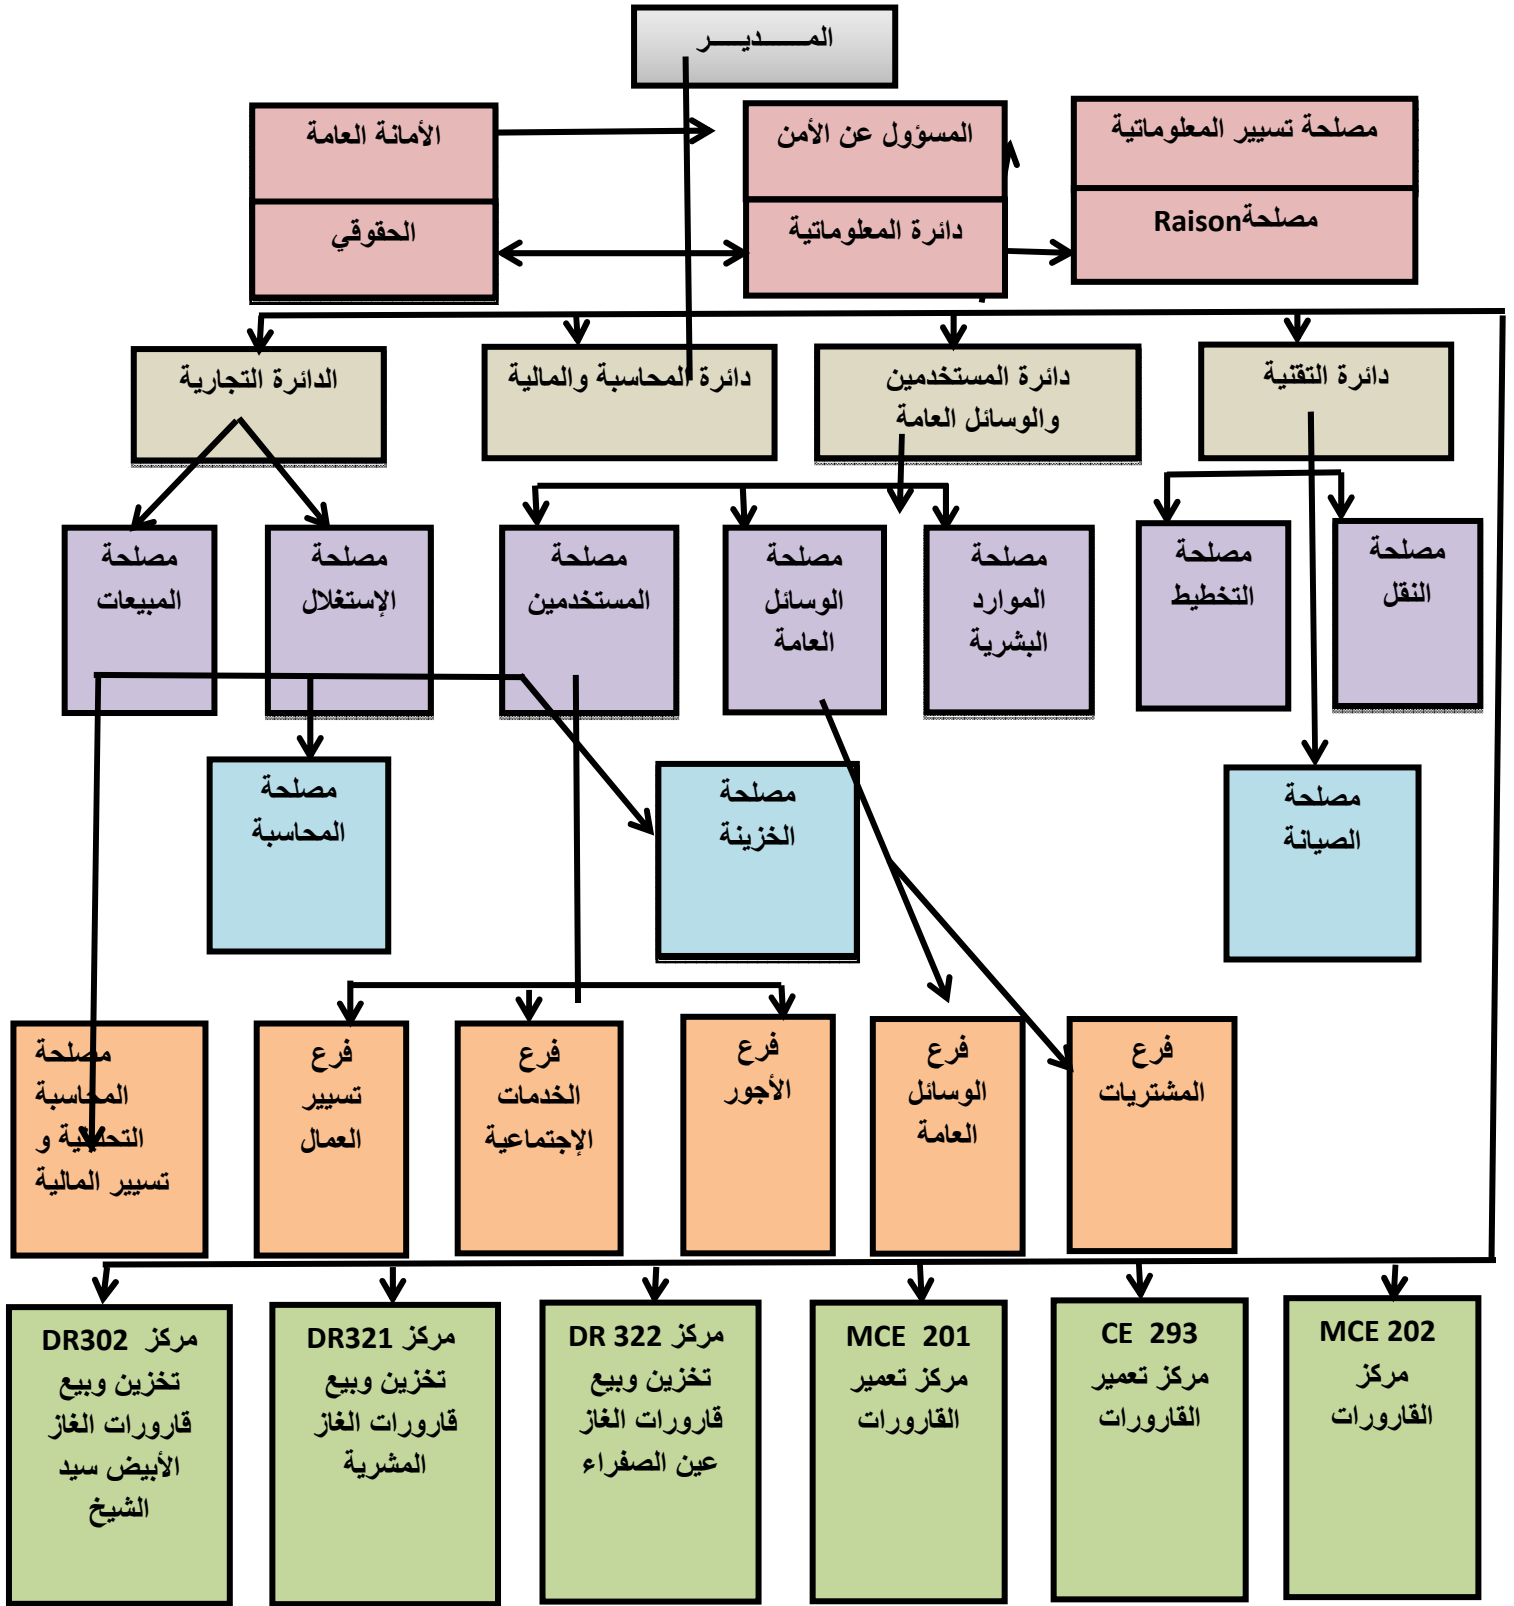 المـــــــديـــــر
مصلحة تسيير المعلوماتية
مصلحة Raison
المسؤول عن الأمن
دائرة المعلوماتية
الأمانة العامة
الحقوقي
دائرة التقنية
دائرة المستخدمين
والوسائل العامة
دائرة المحاسبة والمالية
الدائرة التجارية
مصلحة
النقل
مصلحة
التخطيط
مصلحة
الموارد
البشرية
مصلحة
الوسائل
العامة
مصلحة
المستخدمين
مصلحة
الإستغلال
مصلحة
المبيعات
مصلحة
الصيانة
مصلحة
الخزينة
مصلحة
المحاسبة
فرع
المشتريات
فرع
الوسائل
العامة
فرع
الأجور
فرع
الخدمات
الإجتماعية
فرع
تسيير
العمال
مصلحة
المحاسبة
التحليلية و
تسيير المالية
MCE 202
مركز
القارورات
CE 293
مركز تعمير
القارورات
MCE 201
مركز تعمير
القارورات
مركز DR 322
تخزين وبيع
قارورات الغاز
عين الصفراء
مركز DR321
تخزين وبيع
قارورات الغاز
المشرية
مركز DR302
تخزين وبيع
قارورات الغاز
الأبيض سيد
الشيخ